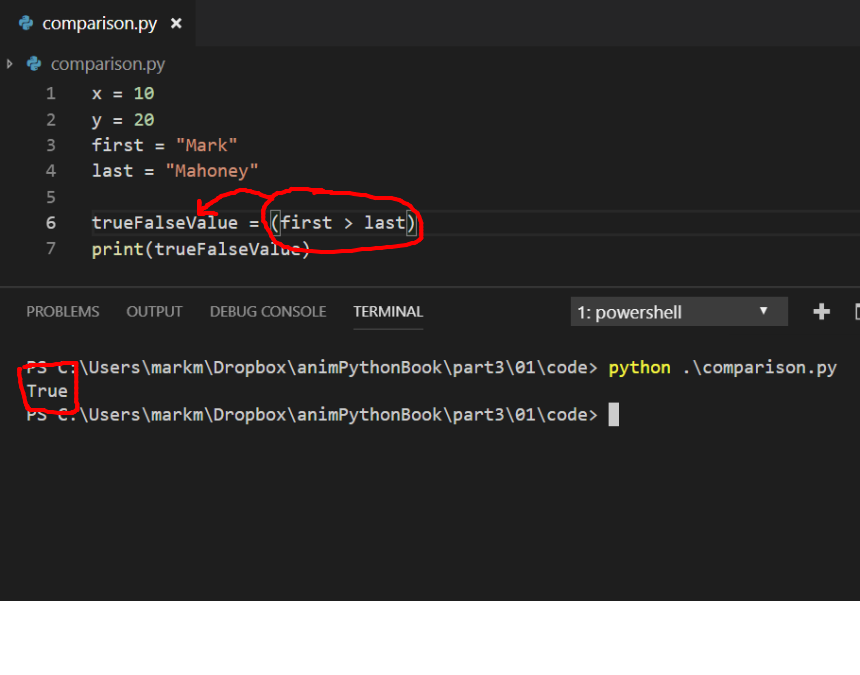 comparison.py ×
comparison.py
1 x = 10
2 y = 20
3 first = "Mark"
4 last = "Mahoney"
5
6 trueFalseValue = (first > last)
7 print(trueFalseValue)
PROBLEMS OUTPUT DEBUG CONSOLE TERMINAL 1: powershell
PS C:\Users\markm\Dropbox\animPythonBook\part3\01\code> python .\comparison.py
True
PS C:\Users\markm\Dropbox\animPythonBook\part3\01\code>